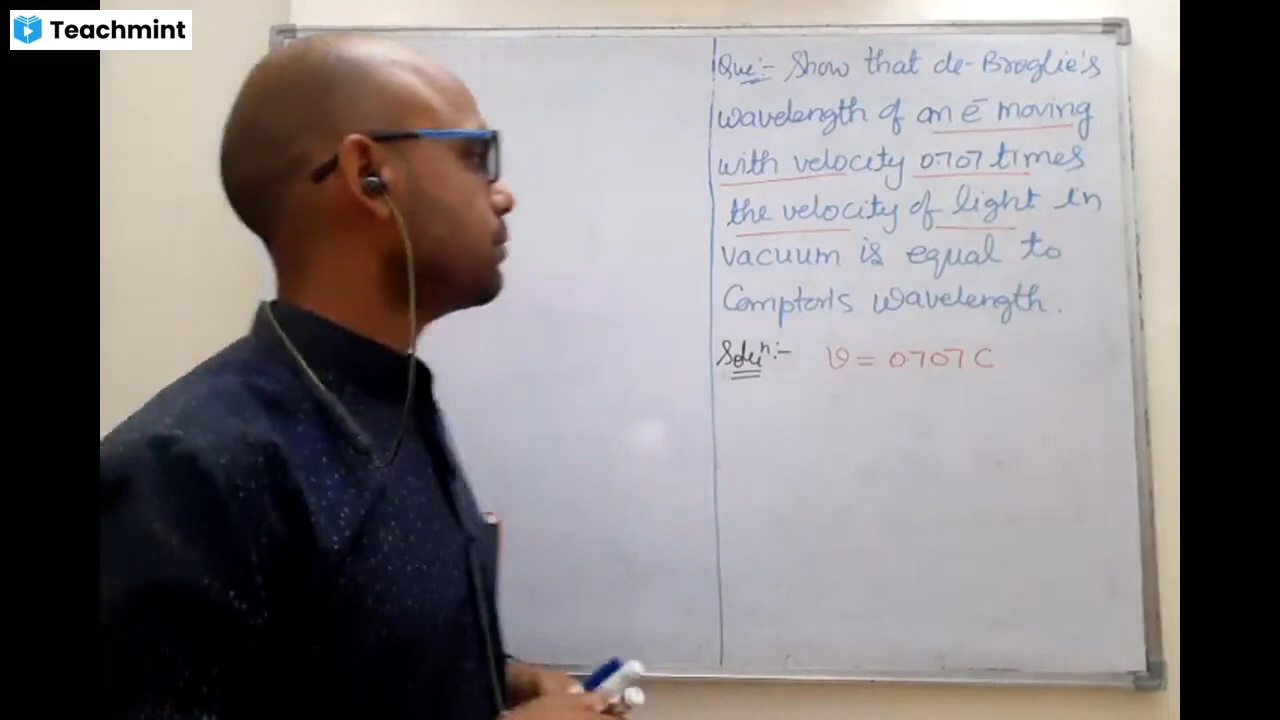 Teachmint
Que:- Show that de-Broglie's
wavelength of an e⁻ moving
with velocity 0.707 times
the velocity of light in
vacuum is equal to
Compton's wavelength.
Soluⁿ:- v = 0.707 C